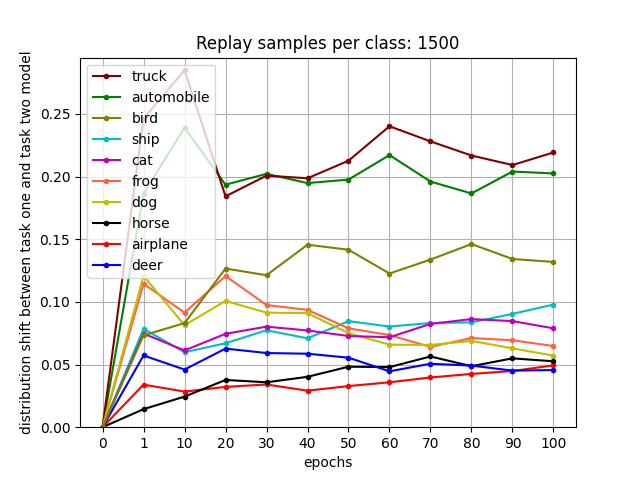 Replay samples per class: 1500
distribution shift between task one and task two model
0.25
0.20
0.15
0.10
0.05
0.00
truck
automobile
bird
ship
cat
frog
dog
horse
airplane
deer
0 1 10 20 30 40 50 60 70 80 90 100
epochs